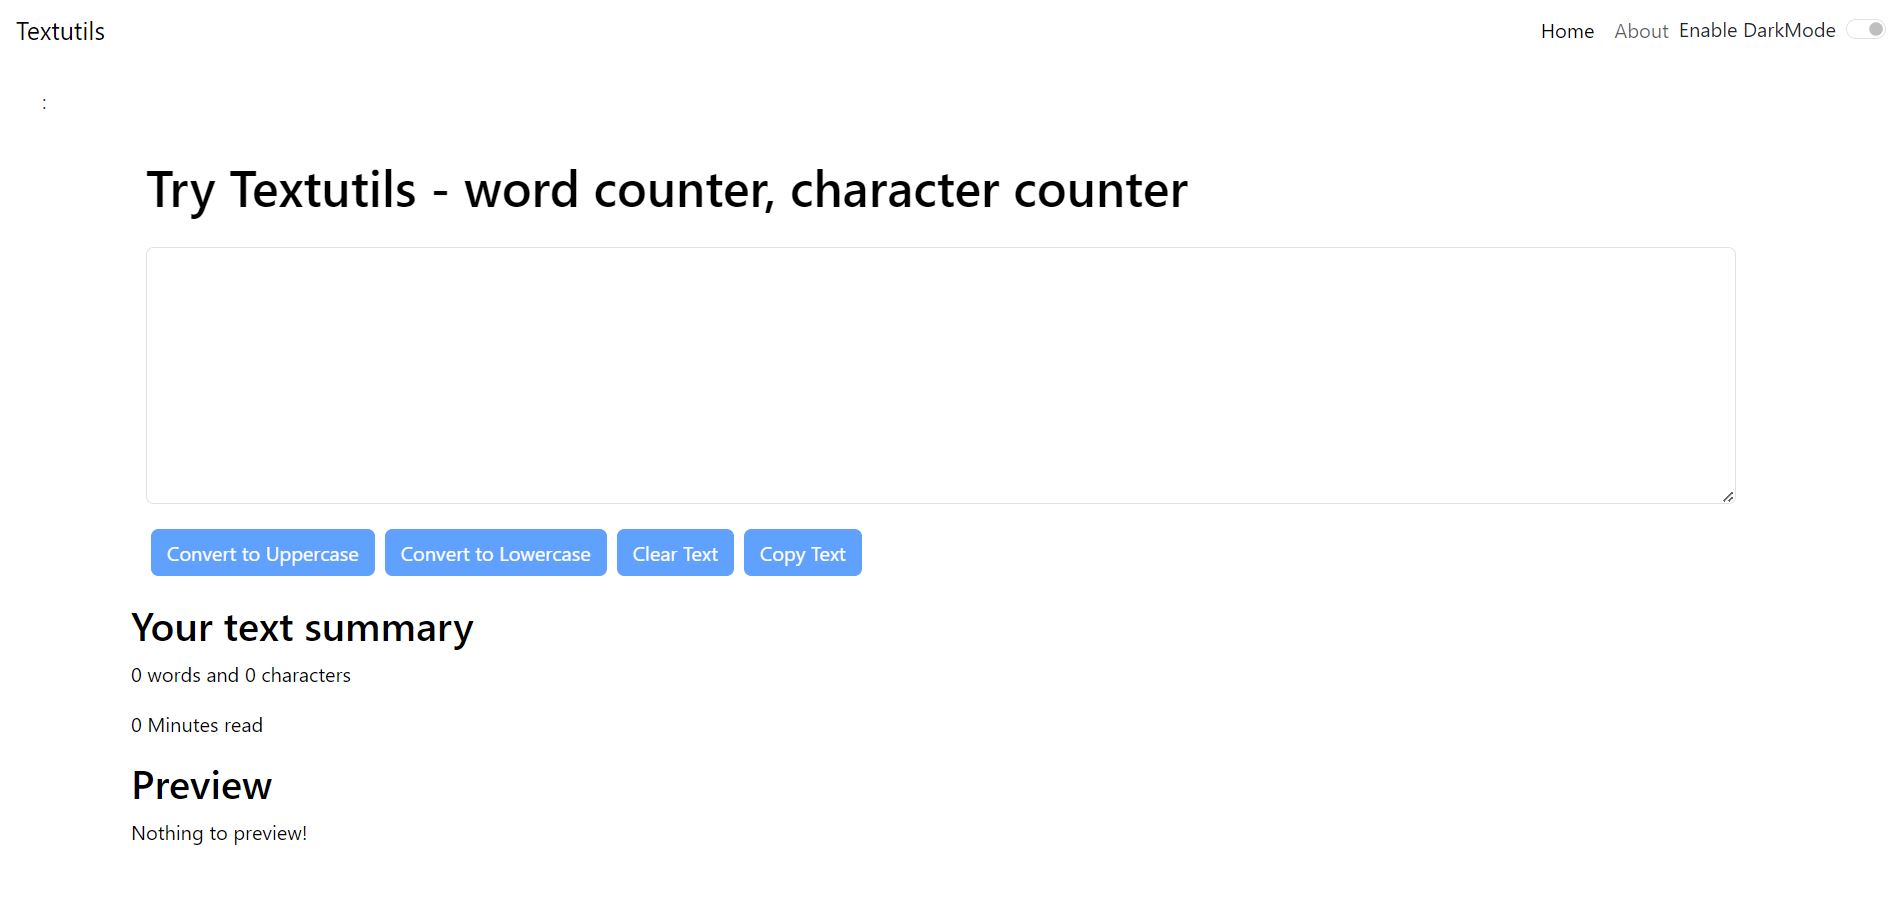 Textutils Home About Enable DarkMode
:
Try Textutils - word counter, character counter
Convert to Uppercase Convert to Lowercase Clear Text Copy Text
Your text summary
0 words and 0 characters
0 Minutes read
Preview
Nothing to preview!